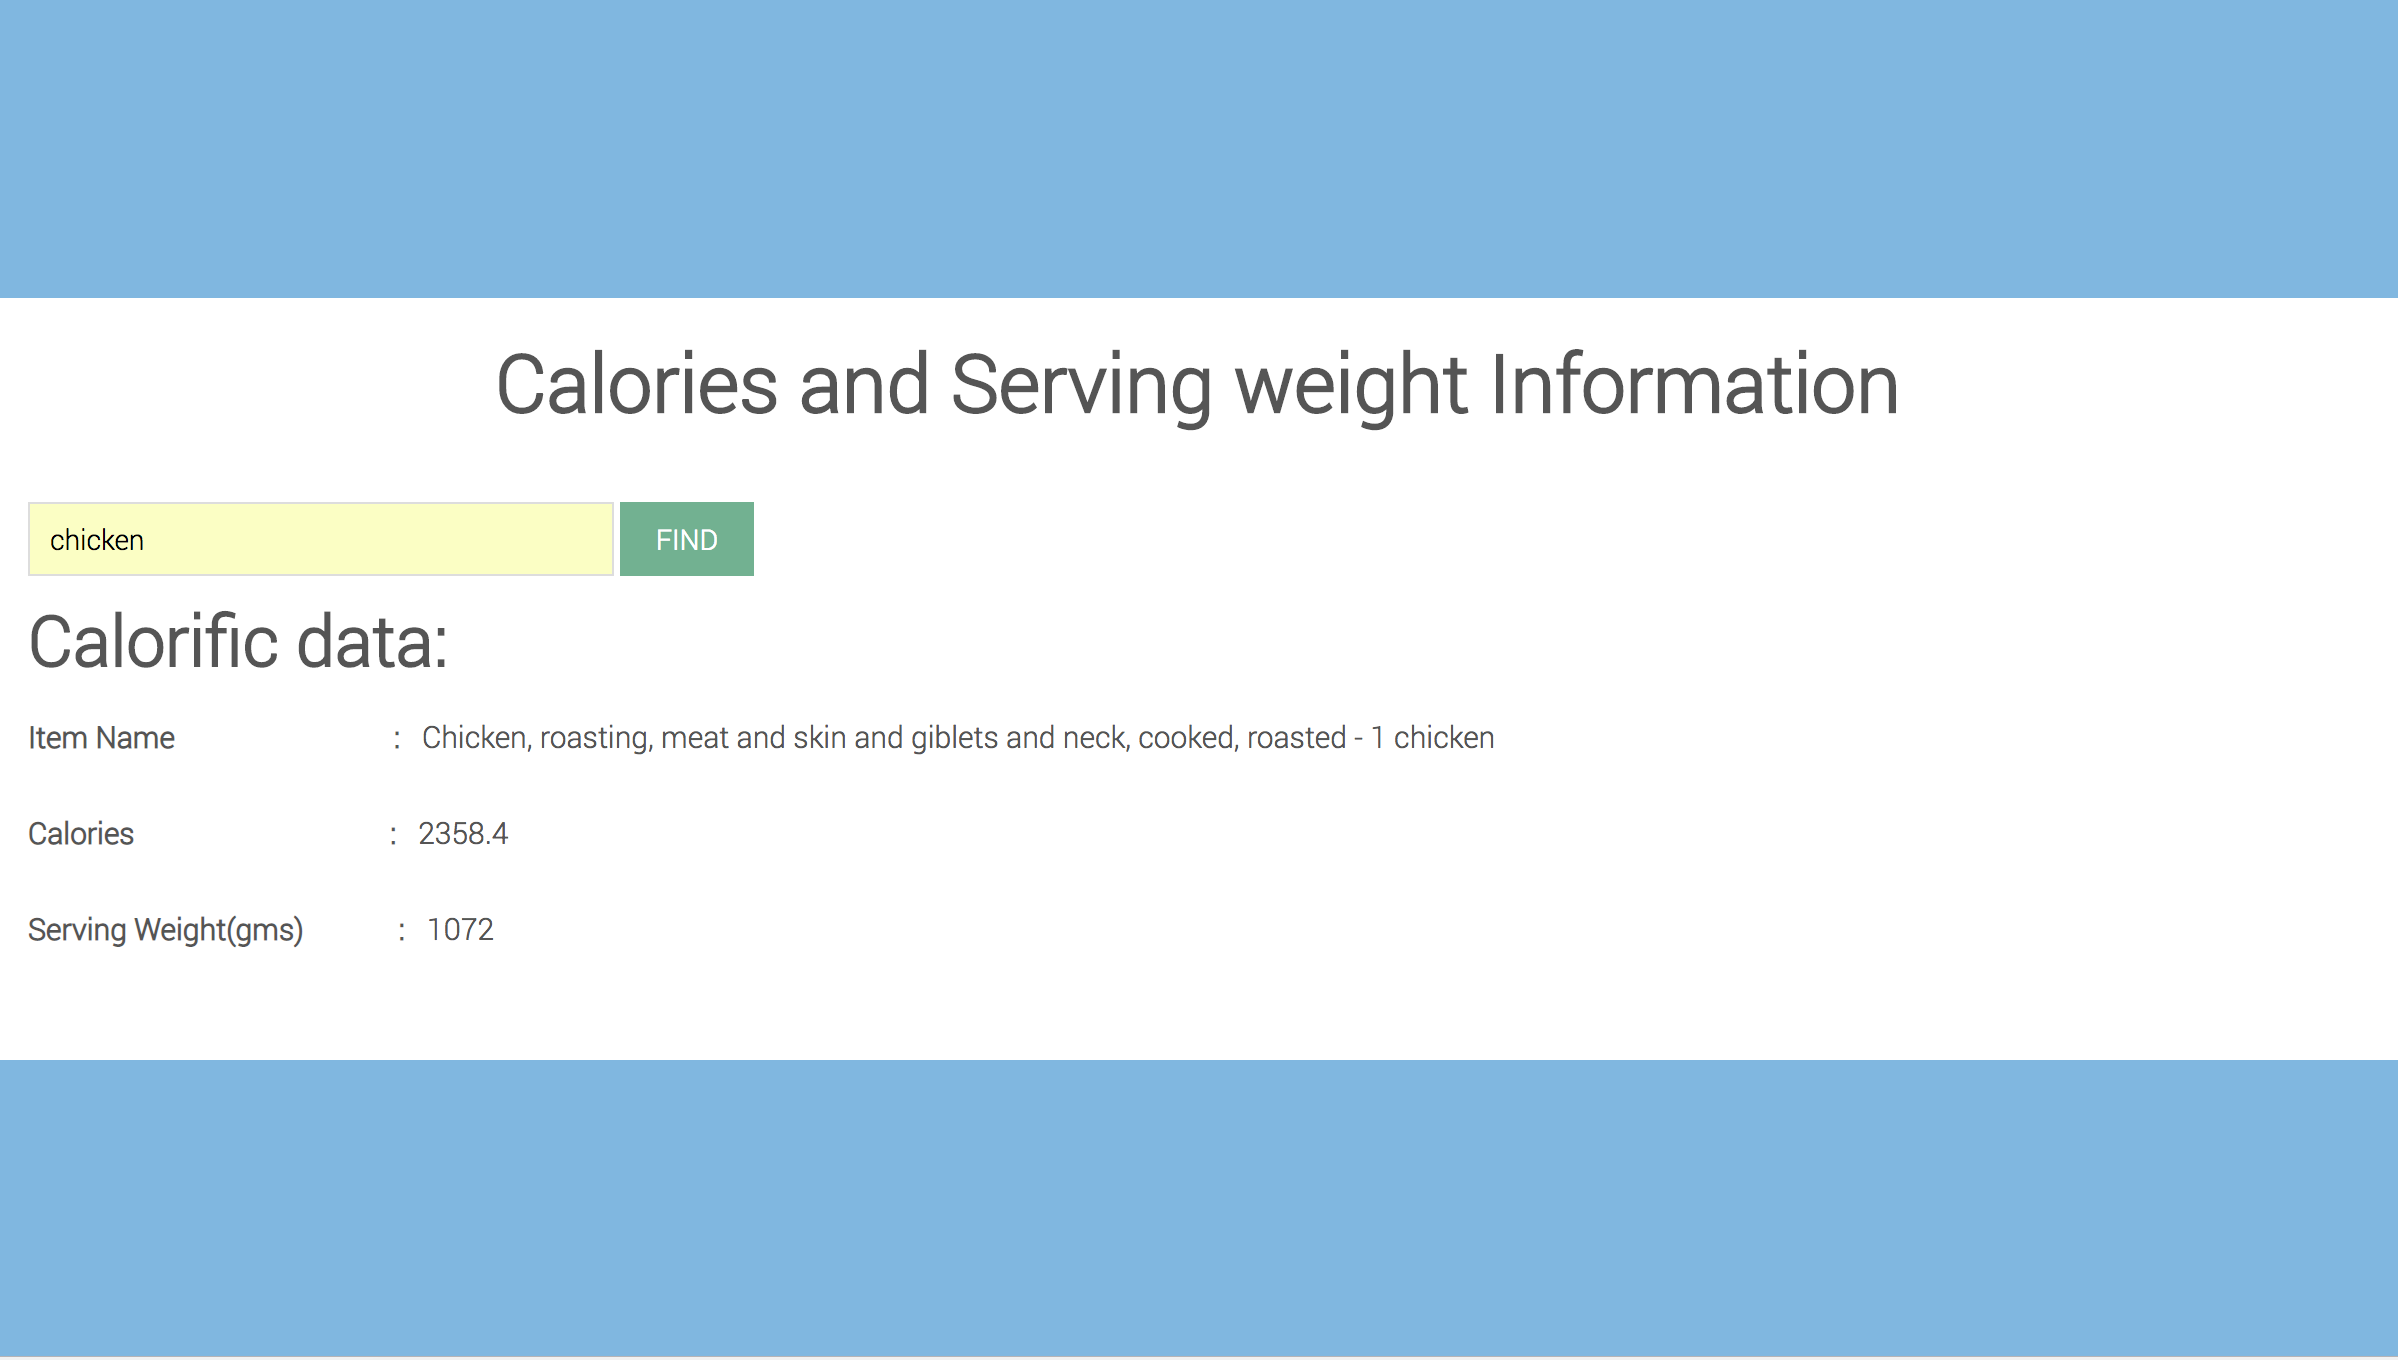 Calories and Serving weight Information
chicken FIND
Calorific data:
Item Name : Chicken, roasting, meat and skin and giblets and neck, cooked, roasted - 1 chicken
Calories : 2358.4
Serving Weight(gms) : 1072